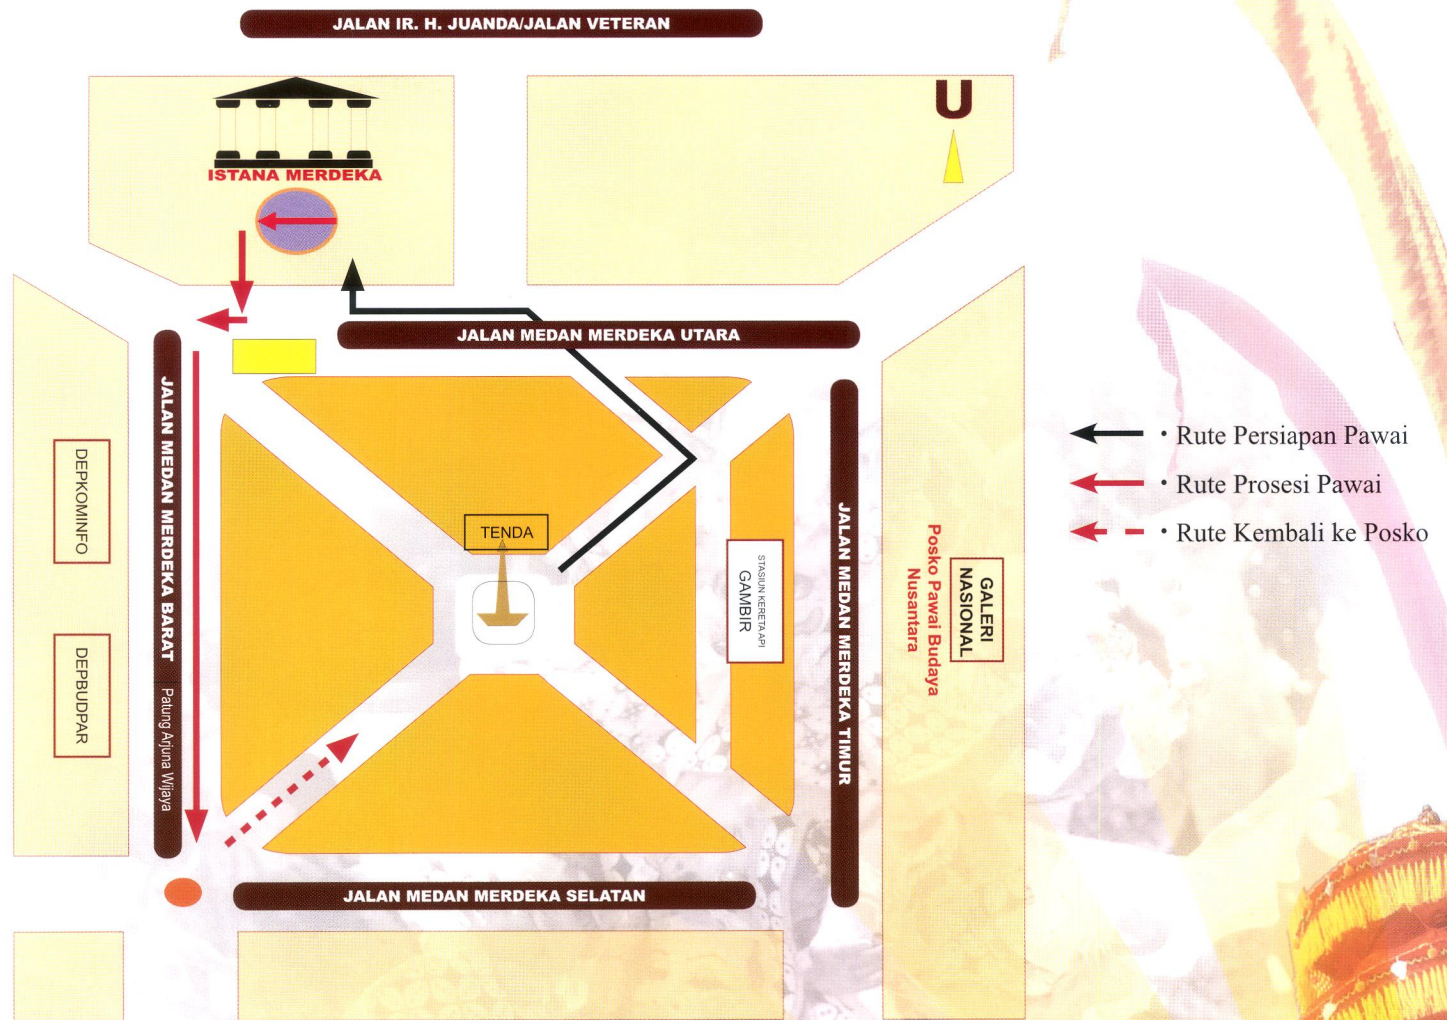 JALAN IR. H. JUANDA/JALAN VETERAN
U
ISTANA MERDEKA
JALAN MEDAN MERDEKA UTARA
JALAN MEDAN MERDEKA BARAT
Patung Arjuna Wijaya
DEPKOMINFO
DEPBUDPAR
TENDA
STASIUN KERETA API
GAMBIR
JALAN MEDAN MERDEKA TIMUR
Posko Pawai Budaya
Nusantara
GALERI
NASIONAL
JALAN MEDAN MERDEKA SELATAN
• Rute Persiapan Pawai
• Rute Prosesi Pawai
• Rute Kembali ke Posko